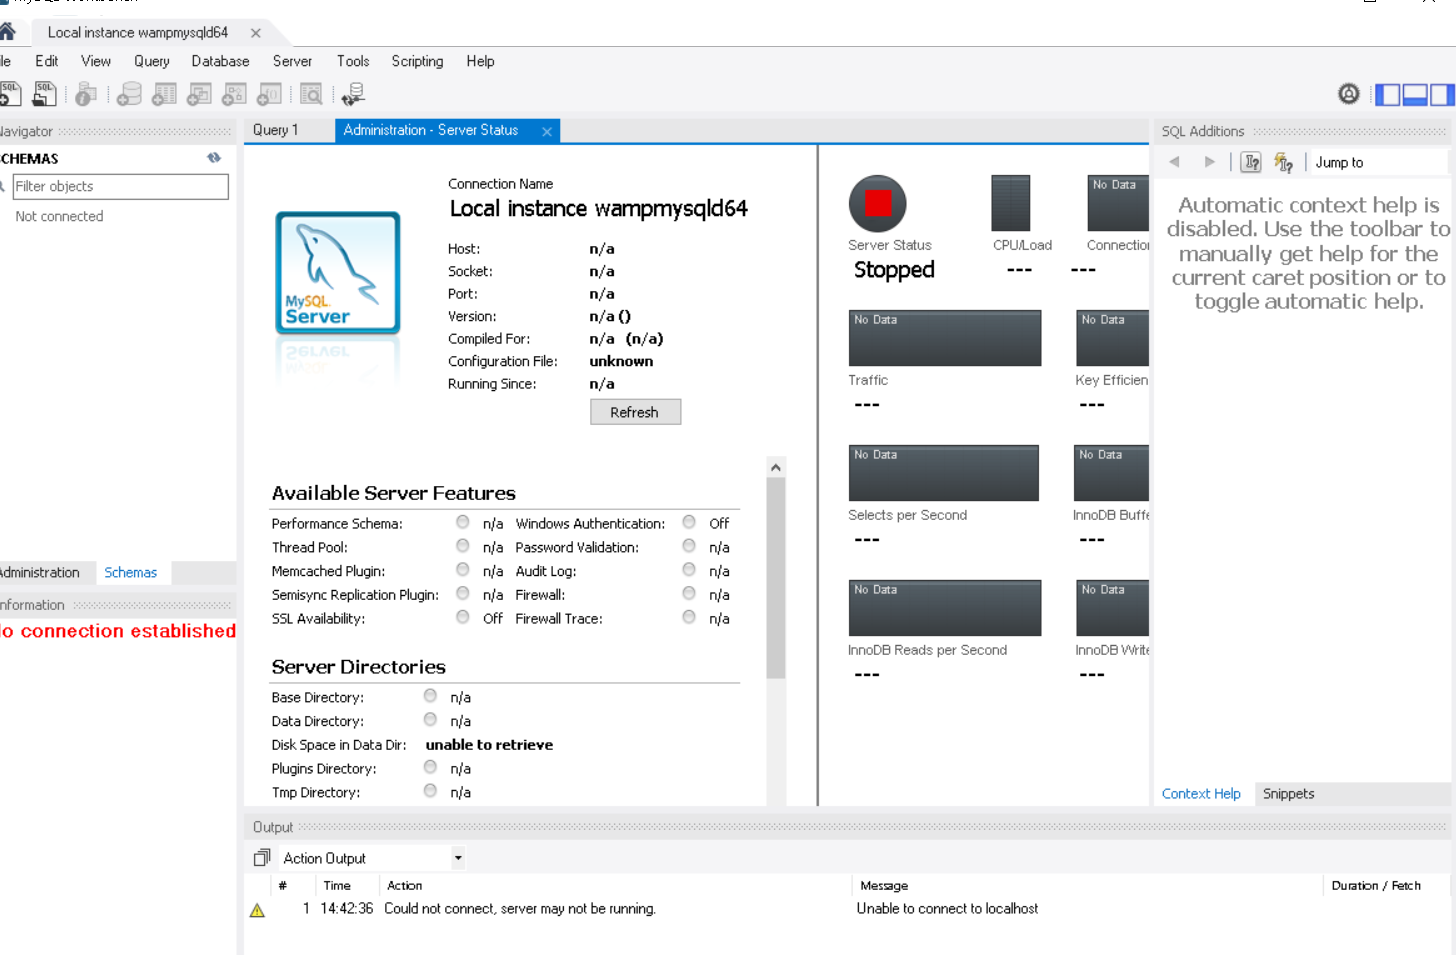 Local instance wampmysqld64
Edit View Query Database Server Tools Scripting Help
SQL SQL
Navigator
SCHEMAS
Filter objects
Not connected
Administration Schemas
Information
No connection established
Query 1 Administration - Server Status
Connection Name
Local instance wampmysqld64
MySQL
Server
Host: n/a
Socket: n/a
Port: n/a
Version: n/a ()
Compiled For: n/a (n/a)
Configuration File: unknown
Running Since: n/a
Refresh
Available Server Features
Performance Schema: n/a Windows Authentication: Off
Thread Pool: n/a Password Validation: n/a
Memcached Plugin: n/a Audit Log: n/a
Semisync Replication Plugin: n/a Firewall: n/a
SSL Availability: Off Firewall Trace: n/a
Server Directories
Base Directory: n/a
Data Directory: n/a
Disk Space in Data Dir: unable to retrieve
Plugins Directory: n/a
Tmp Directory: n/a
No Data
Server Status CPU/Load Connection
Stopped --- ---
No Data No Data
Traffic Key Efficien
--- ---
No Data No Data
Selects per Second InnoDB Buffe
--- ---
No Data No Data
InnoDB Reads per Second InnoDB Write
--- ---
SQL Additions
Jump to
Automatic context help is
disabled. Use the toolbar to
manually get help for the
current caret position or to
toggle automatic help.
Context Help Snippets
Output
Action Output
# Time Action Message Duration / Fetch
1 14:42:36 Could not connect, server may not be running. Unable to connect to localhost